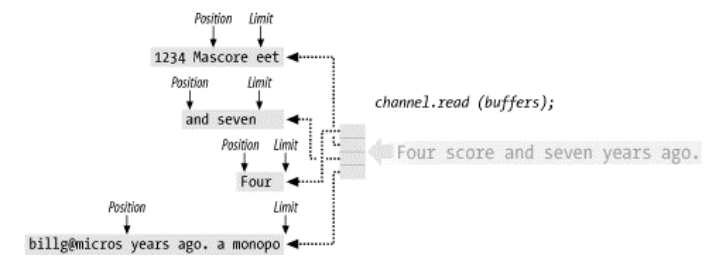 Position Limit
1234 Mascore eet
Position Limit
channel.read (buffers);
and seven
Position Limit
Four score and seven years ago.
Four
Position Limit
billg@micros years ago. a monopo